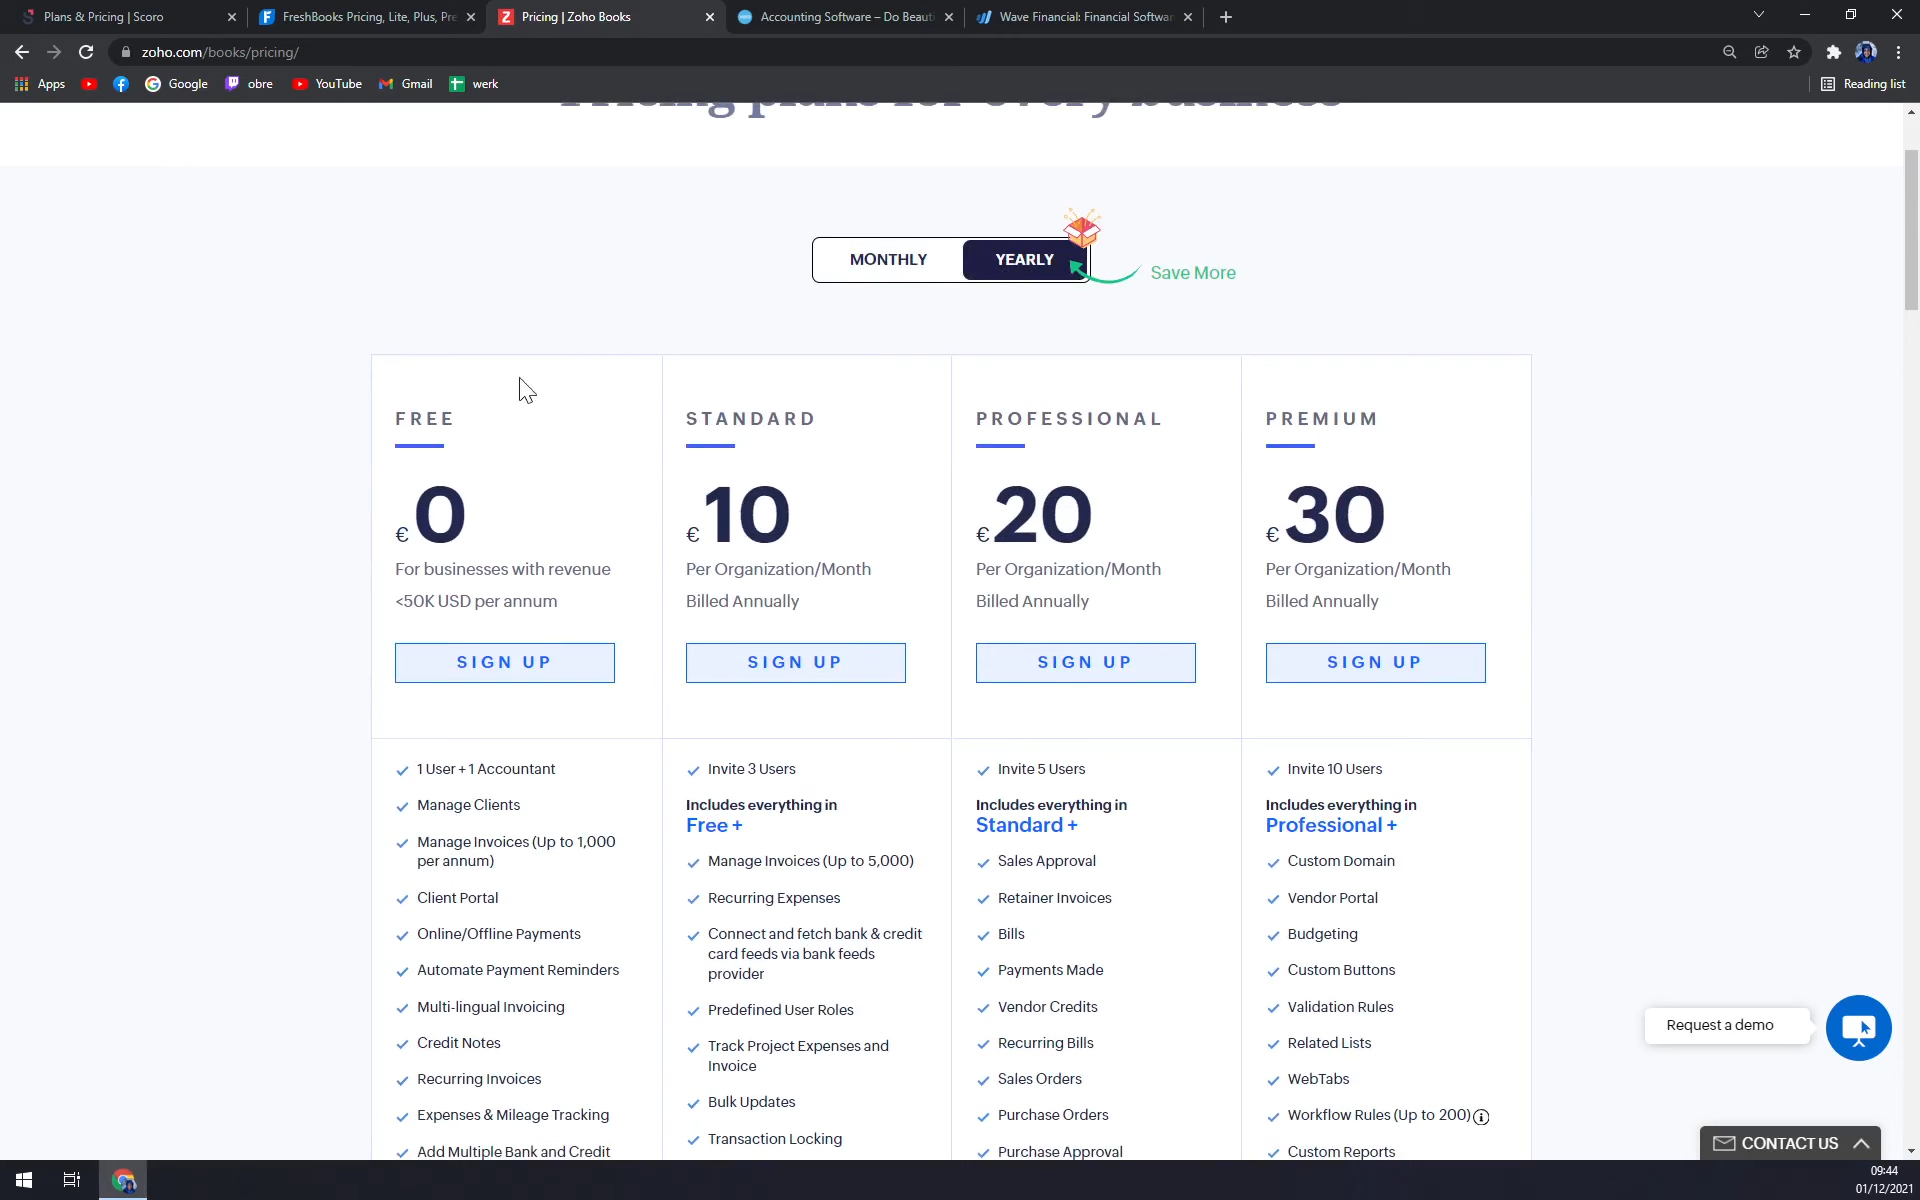 Plans & Pricing | Scoro
FreshBooks Pricing, Lite, Plus, Pre
Pricing | Zoho Books
Accounting Software – Do Beauti
Wave Financial: Financial Softwar
zoho.com/books/pricing/
Apps
Google
obre
YouTube
Gmail
werk
Reading list
Pricing plans for every business
MONTHLY
YEARLY
Save More
FREE
STANDARD
PROFESSIONAL
PREMIUM
€0
€10
€20
€30
For businesses with revenue
<50K USD per annum
Per Organization/Month
Billed Annually
Per Organization/Month
Billed Annually
Per Organization/Month
Billed Annually
SIGN UP
SIGN UP
SIGN UP
SIGN UP
1 User + 1 Accountant
Manage Clients
Manage Invoices (Up to 1,000
per annum)
Client Portal
Online/Offline Payments
Automate Payment Reminders
Multi-lingual Invoicing
Credit Notes
Recurring Invoices
Expenses & Mileage Tracking
Add Multiple Bank and Credit
Invite 3 Users
Includes everything in
Free +
Manage Invoices (Up to 5,000)
Recurring Expenses
Connect and fetch bank & credit
card feeds via bank feeds
provider
Predefined User Roles
Track Project Expenses and
Invoice
Bulk Updates
Transaction Locking
Invite 5 Users
Includes everything in
Standard +
Sales Approval
Retainer Invoices
Bills
Payments Made
Vendor Credits
Recurring Bills
Sales Orders
Purchase Orders
Purchase Approval
Invite 10 Users
Includes everything in
Professional +
Custom Domain
Vendor Portal
Budgeting
Custom Buttons
Validation Rules
Related Lists
WebTabs
Workflow Rules (Up to 200)
Custom Reports
Request a demo
CONTACT US
09:44
01/12/2021